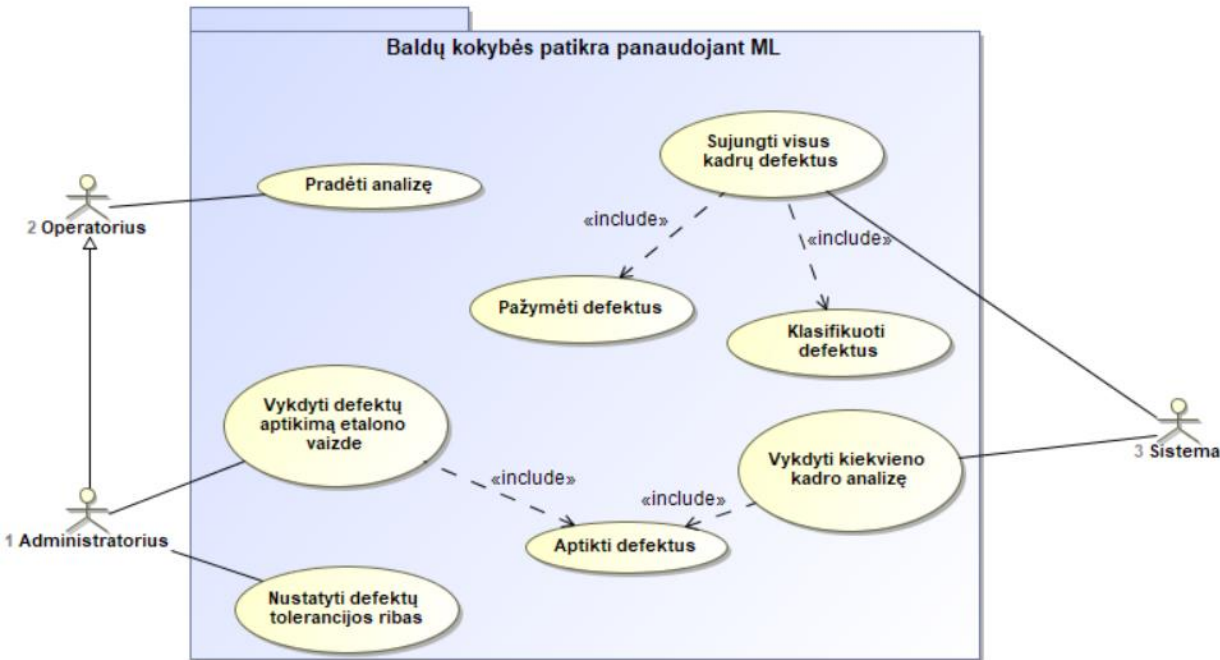 Baldų kokybės patikra panaudojant ML
Sujungti visus
kadrų defektus
Pradėti analizę
2 Operatorius
«include»
«include»
Pažymėti defektus
Klasifikuoti
defektus
Vykdyti defektų
aptikimą etalono
vaizde
Vykdyti kiekvieno
kadro analizę
3 Sistema
«include»
«include»
1 Administratorius
Aptikti defektus
Nustatyti defektų
tolerancijos ribas